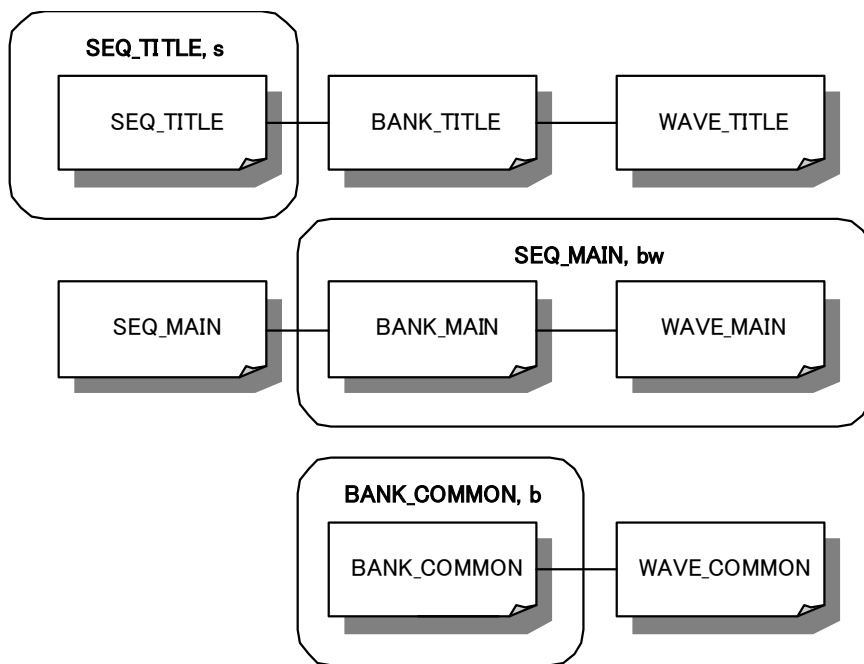 SEQ_TITLE, s
SEQ_TITLE
BANK_TITLE
WAVE_TITLE
SEQ_MAIN, bw
SEQ_MAIN
BANK_MAIN
WAVE_MAIN
BANK_COMMON, b
BANK_COMMON
WAVE_COMMON